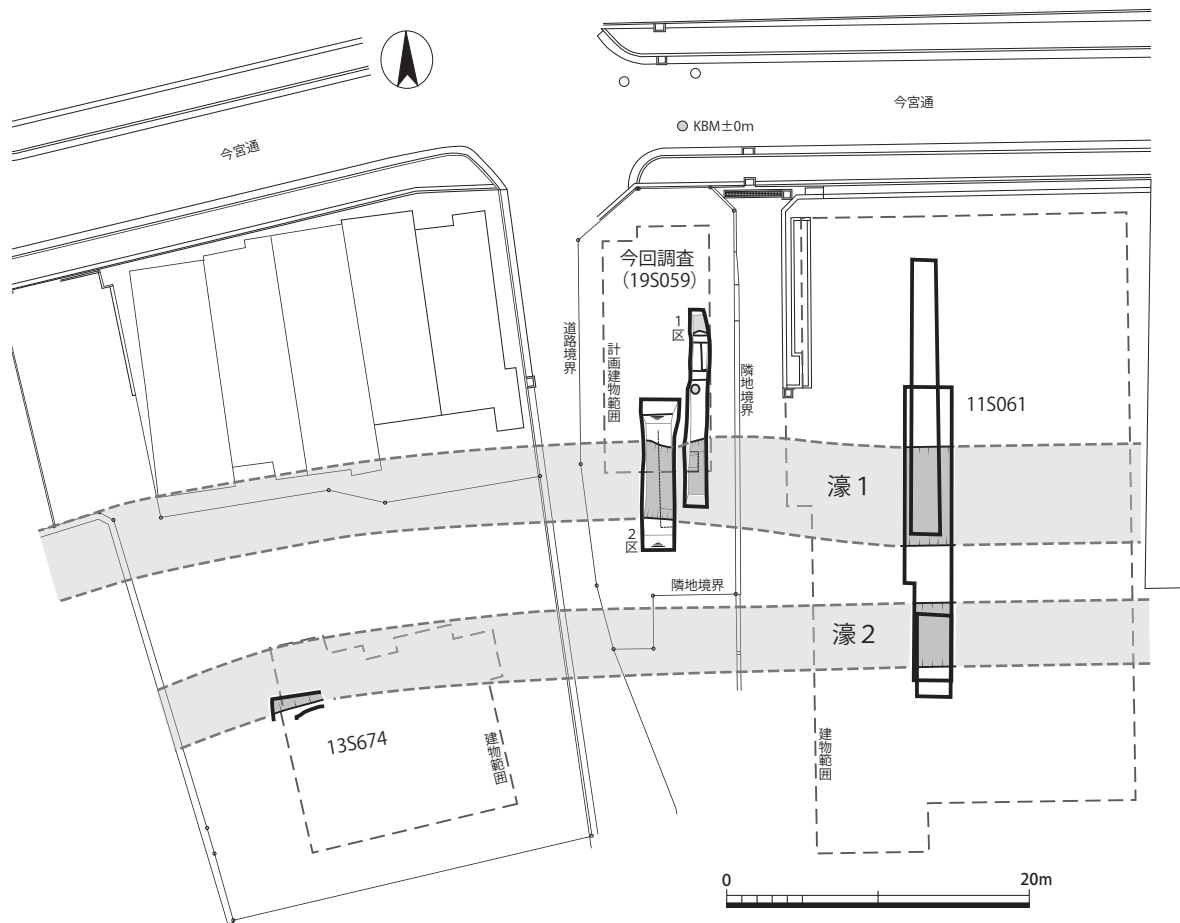 今宮通
今宮通
KBM±0m
今回調査
（19S059）
1区
道路境界
計画建物範囲
隣地境界
11S061
濠1
2区
隣地境界
濠2
13S674
建物範囲
建物範囲
0
20m